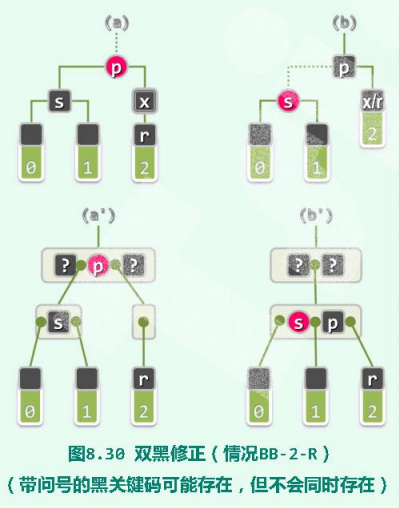 (a) (b)
p p
s x s x/r
r 2
0 1 2 0 1
(a') (b')
? p ? ? ?
s s p
r r
0 1 2 0 1 2
图8.30 双黑修正(情况BB-2-R)
(带问号的黑关键码可能存在,但不会同时存在)